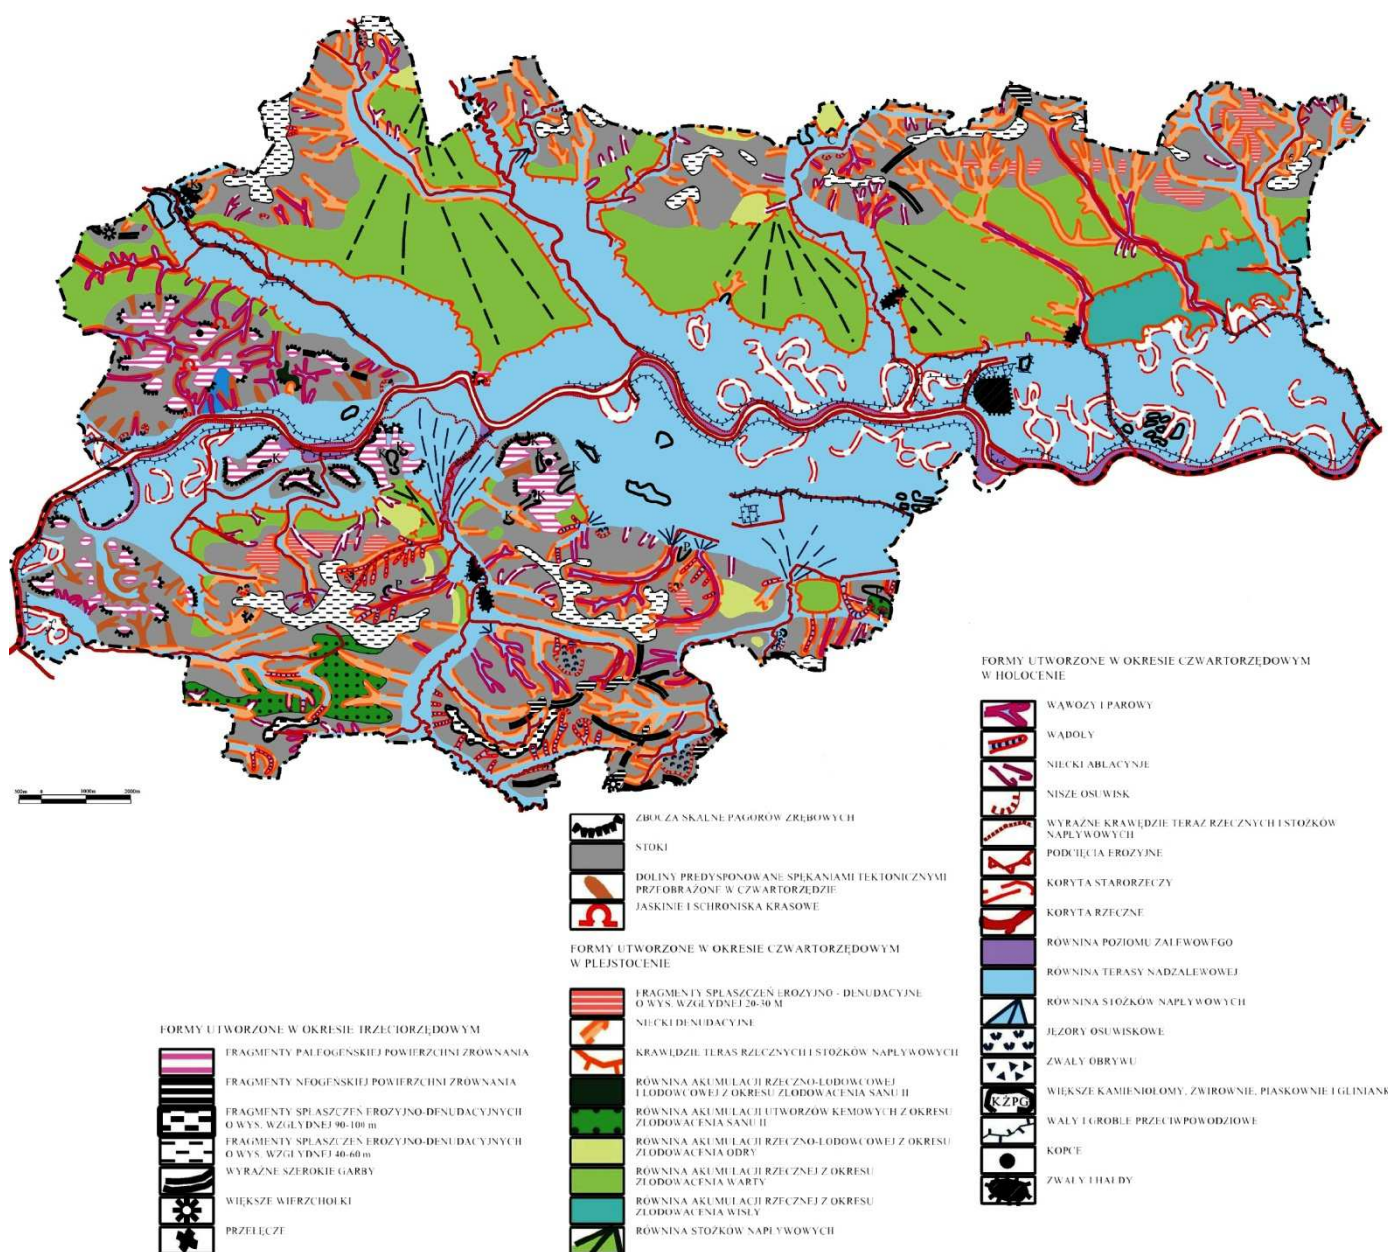 500m 0 1000m 2000m
ZBOCZA SKALNE PAGÓRÓW ZRĘBOWYCH
STOKI
DOLINY PREDYSPONOWANE SPĘKANIAMI TEKTONICZNYMI
PRZEOBRAŻONE W CZWARTORZĘDZIE
JASKINIE I SCHRONISKA KRASOWE
FORMY UTWORZONE W OKRESIE TRZECIORZĘDOWYM
FRAGMENTY PALEOGEŃSKIEJ POWIERZCHNI ZRÓWNANIA
FRAGMENTY NEOGEŃSKIEJ POWIERZCHNI ZRÓWNANIA
FRAGMENTY SPŁASZCZEŃ EROZYJNO-DENUDACYJNYCH
O WYS. WZGLĘDNEJ 90-100 m
FRAGMENTY SPŁASZCZEŃ EROZYJNO-DENUDACYJNYCH
O WYS. WZGLĘDNEJ 40-60 m
WYRAŹNE SZEROKIE GARBY
WIĘKSZE WIERZCHOŁKI
PRZEŁĘCZE
FORMY UTWORZONE W OKRESIE CZWARTORZĘDOWYM
W PLEJSTOCENIE
FRAGMENTY SPŁASZCZEŃ EROZYJNO - DENUDACYJNE
O WYS. WZGLĘDNEJ 20-30 M
NIECKI DENUDACYJNE
KRAWĘDZIE TERAS RZECZNYCH I STOŻKÓW NAPŁYWOWYCH
RÓWNINA AKUMULACJI RZECZNO-LODOWCOWEJ
I LODOWCOWEJ Z OKRESU ZLODOWACENIA SANU II
RÓWNINA AKUMULACJI UTWORÓW KEMOWYCH Z OKRESU
ZLODOWACENIA SANU II
RÓWNINA AKUMULACJI RZECZNO-LODOWCOWEJ Z OKRESU
ZLODOWACENIA ODRY
RÓWNINA AKUMULACJI RZECZNEJ Z OKRESU
ZLODOWACENIA WARTY
RÓWNINA AKUMULACJI RZECZNEJ Z OKRESU
ZLODOWACENIA WISŁY
RÓWNINA STOŻKÓW NAPŁYWOWYCH
FORMY UTWORZONE W OKRESIE CZWARTORZĘDOWYM
W HOLOCENIE
WĄWOZY I PAROWY
WĄDOŁY
NIECKI ABLACYNJE
NISZE OSUWISK
WYRAŹNE KRAWĘDZIE TERAZ RZECZNYCH I STOŻKÓW
NAPŁYWOWYCH
PODCIĘCIA EROZYJNE
KORYTA STARORZECZY
KORYTA RZECZNE
RÓWNINA POZIOMU ZALEWOWEGO
RÓWNINA TERASY NADZALEWOWEJ
RÓWNINA STOŻKÓW NAPŁYWOWYCH
JĘZORY OSUWISKOWE
ZWAŁY OBRYWU
KŻPG WIĘKSZE KAMIENIOŁOMY, ŻWIROWNIE, PIASKOWNIE I GLINIANK
WAŁY I GROBLE PRZECIWPOWODZIOWE
KOPCE
ZWAŁY I HAŁDY